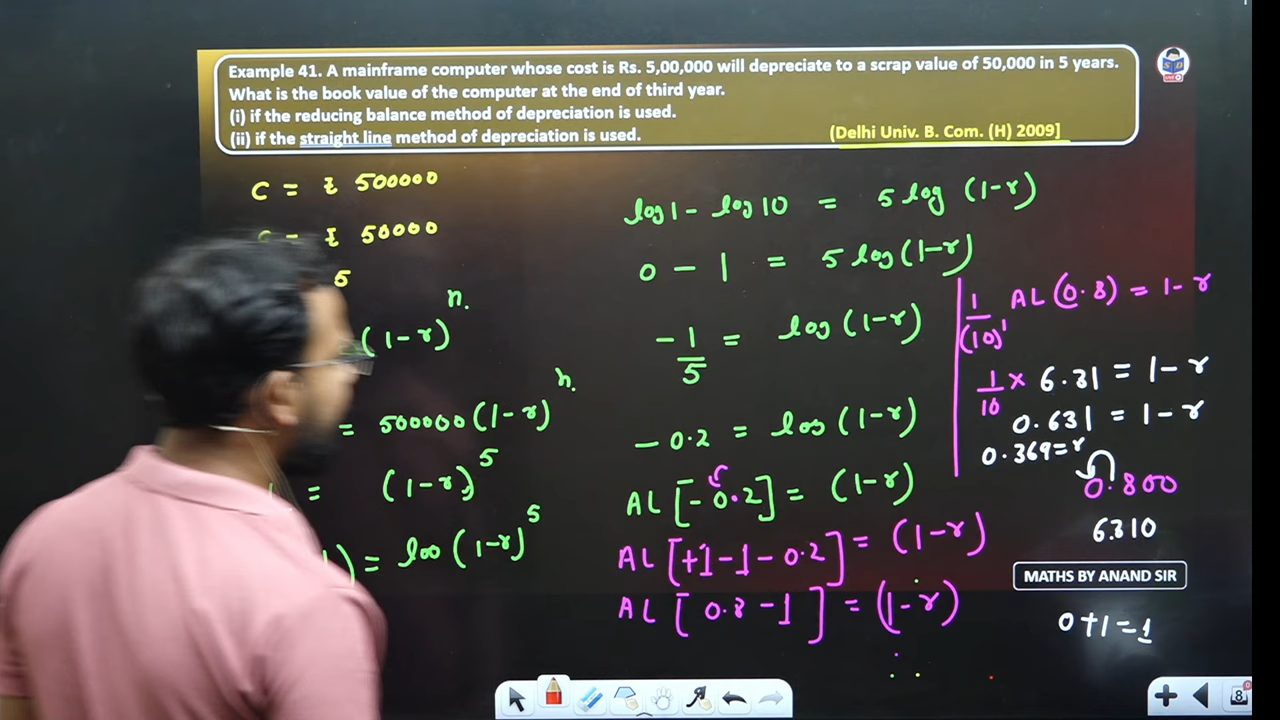 Example 41. A mainframe computer whose cost is Rs. 5,00,000 will depreciate to a scrap value of 50,000 in 5 years.
What is the book value of the computer at the end of third year.
(i) if the reducing balance method of depreciation is used.
(ii) if the straight line method of depreciation is used.
(Delhi Univ. B. Com. (H) 2009]
C = ₹ 500000
= ₹ 50000
5
(1-r)^n.
= 500000(1-r)^n.
= (1-r)^5
) = log (1-r)^5
log 1 - log 10 = 5 log (1-r)
0 - 1 = 5 log(1-r)
-1/5 = log (1-r)
-0.2 = log (1-r)
AL [-0.2] = (1-r)
AL [+1-1-0.2] = (1-r)
AL [ 0.8-1 ] = (1-r)
1/(10)^1 AL (0.8) = 1-r
1/10 × 6.31 = 1-r
0.631 = 1-r
0.369=r
0.800
6310
MATHS BY ANAND SIR
0+1=1
8